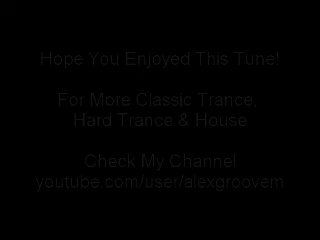 Hope You Enjoyed This Tune!
For More Classic Trance,
Hard Trance & House
Check My Channel
youtube.com/user/alexgroovem